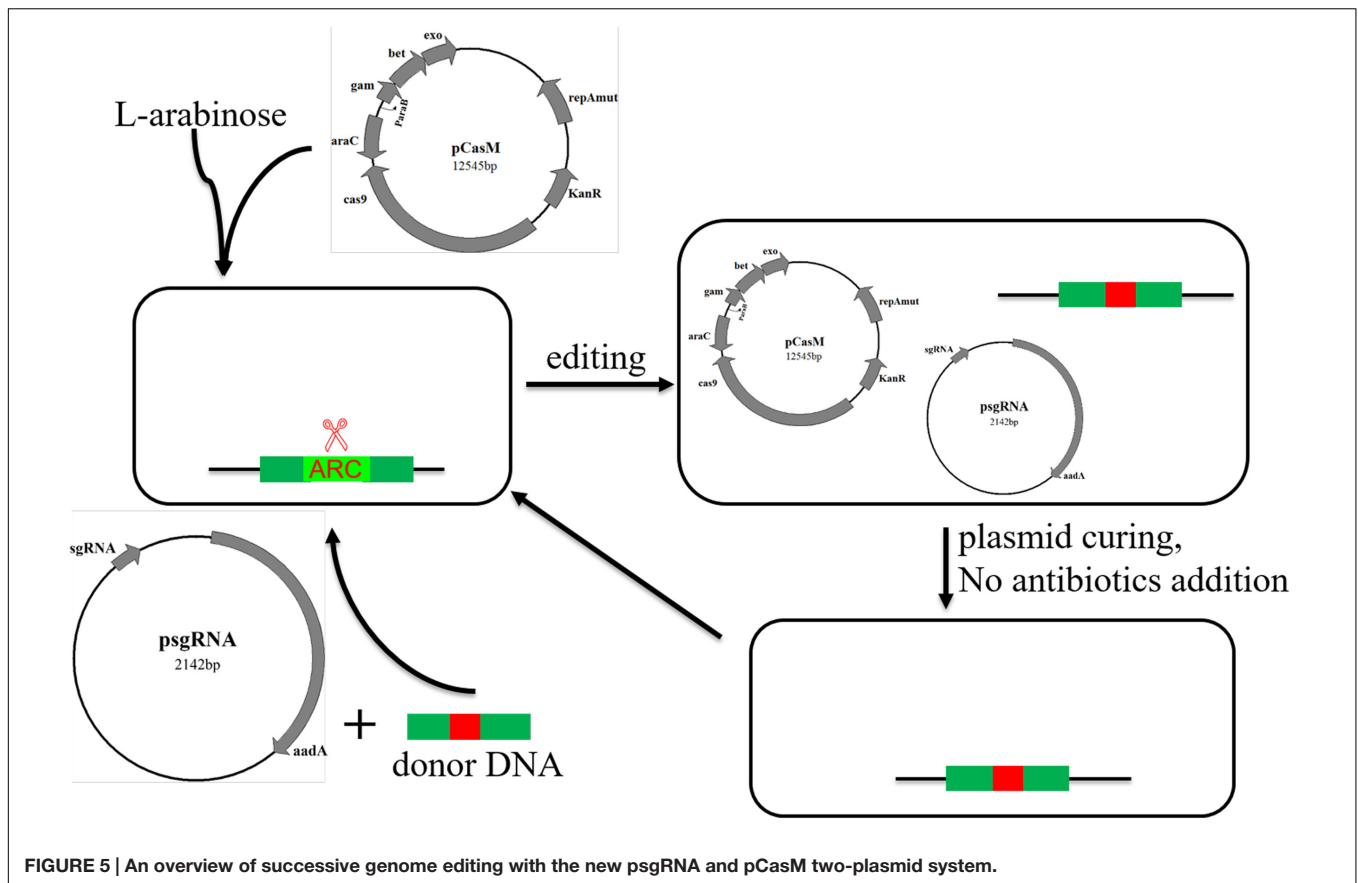 exo
bet
gam
ParaB
araC
cas9
repAmut
KanR
pCasM
12545bp
L-arabinose
ARC
editing
exo
bet
gam
ParaB
araC
cas9
repAmut
KanR
pCasM
12545bp
sgRNA
psgRNA
2142bp
aadA
plasmid curing,
No antibiotics addition
sgRNA
psgRNA
2142bp
aadA
+
donor DNA
FIGURE 5 | An overview of successive genome editing with the new psgRNA and pCasM two-plasmid system.